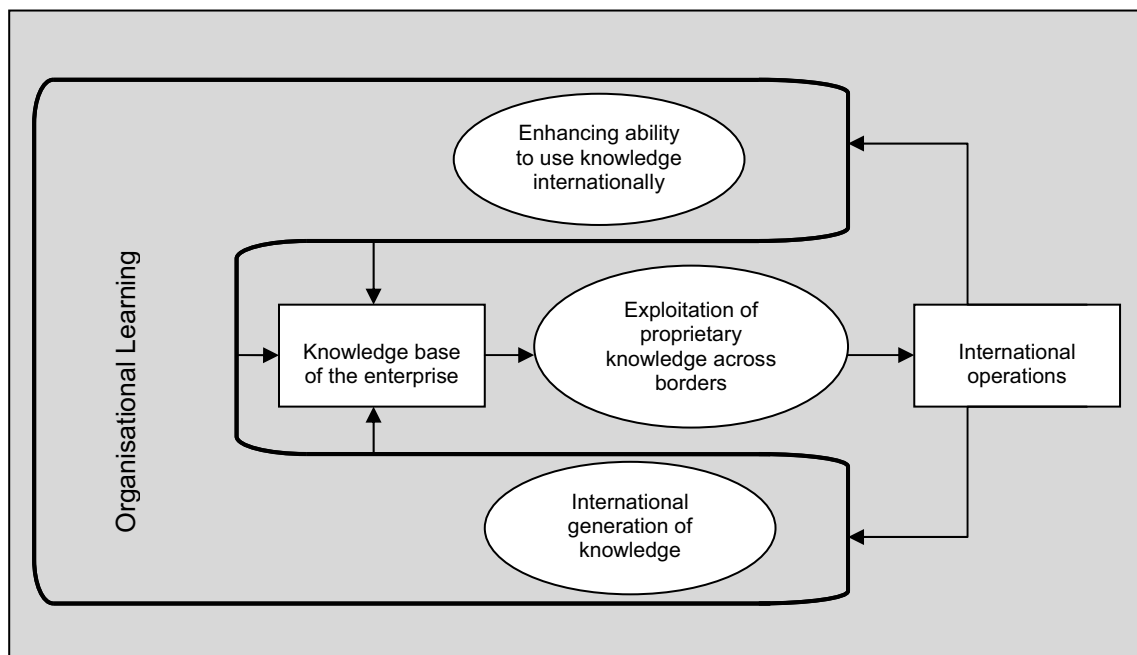 Enhancing ability
to use knowledge
internationally
Organisational Learning
Knowledge base
of the enterprise
Exploitation of
proprietary
knowledge across
borders
International
operations
International
generation of
knowledge